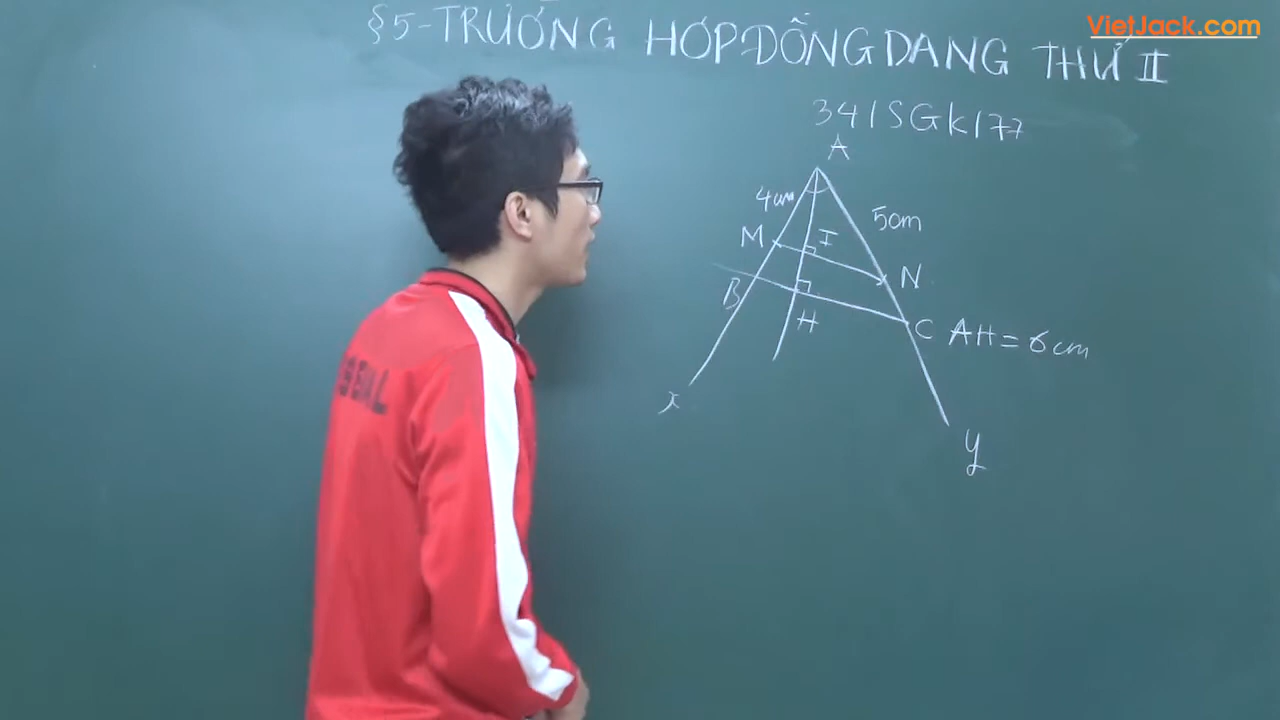 VietJack.com
§5-TRƯỜNG HỢP ĐỒNG DẠNG THỨ II
34/SGK/77
A
4cm
5cm
M
I
N
B
H
C
AH = 6cm
x
y